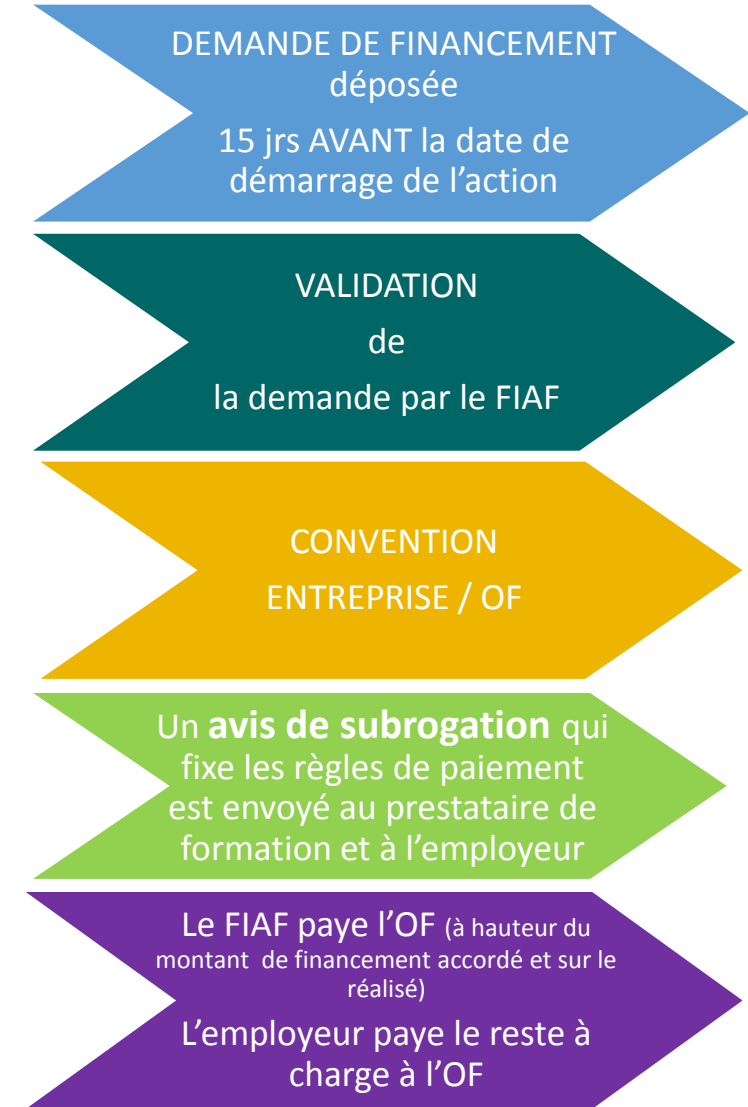 DEMANDE DE FINANCEMENT
déposée
15 jrs AVANT la date de
démarrage de l’action
VALIDATION
de
la demande par le FIAF
CONVENTION
ENTREPRISE / OF
Un avis de subrogation qui
fixe les règles de paiement
est envoyé au prestataire de
formation et à l’employeur
Le FIAF paye l’OF (à hauteur du
montant de financement accordé et sur le
réalisé)
L’employeur paye le reste à
charge à l’OF